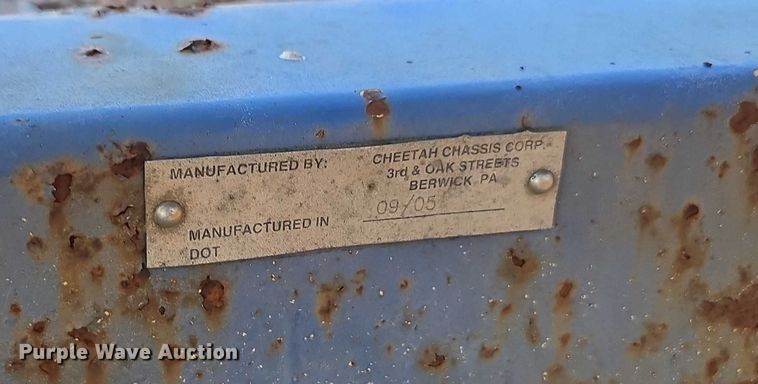 MANUFACTURED BY: CHEETAH CHASSIS CORP.
3rd & OAK STREETS
BERWICK, PA
MANUFACTURED IN 09/05
DOT
Purple Wave Auction